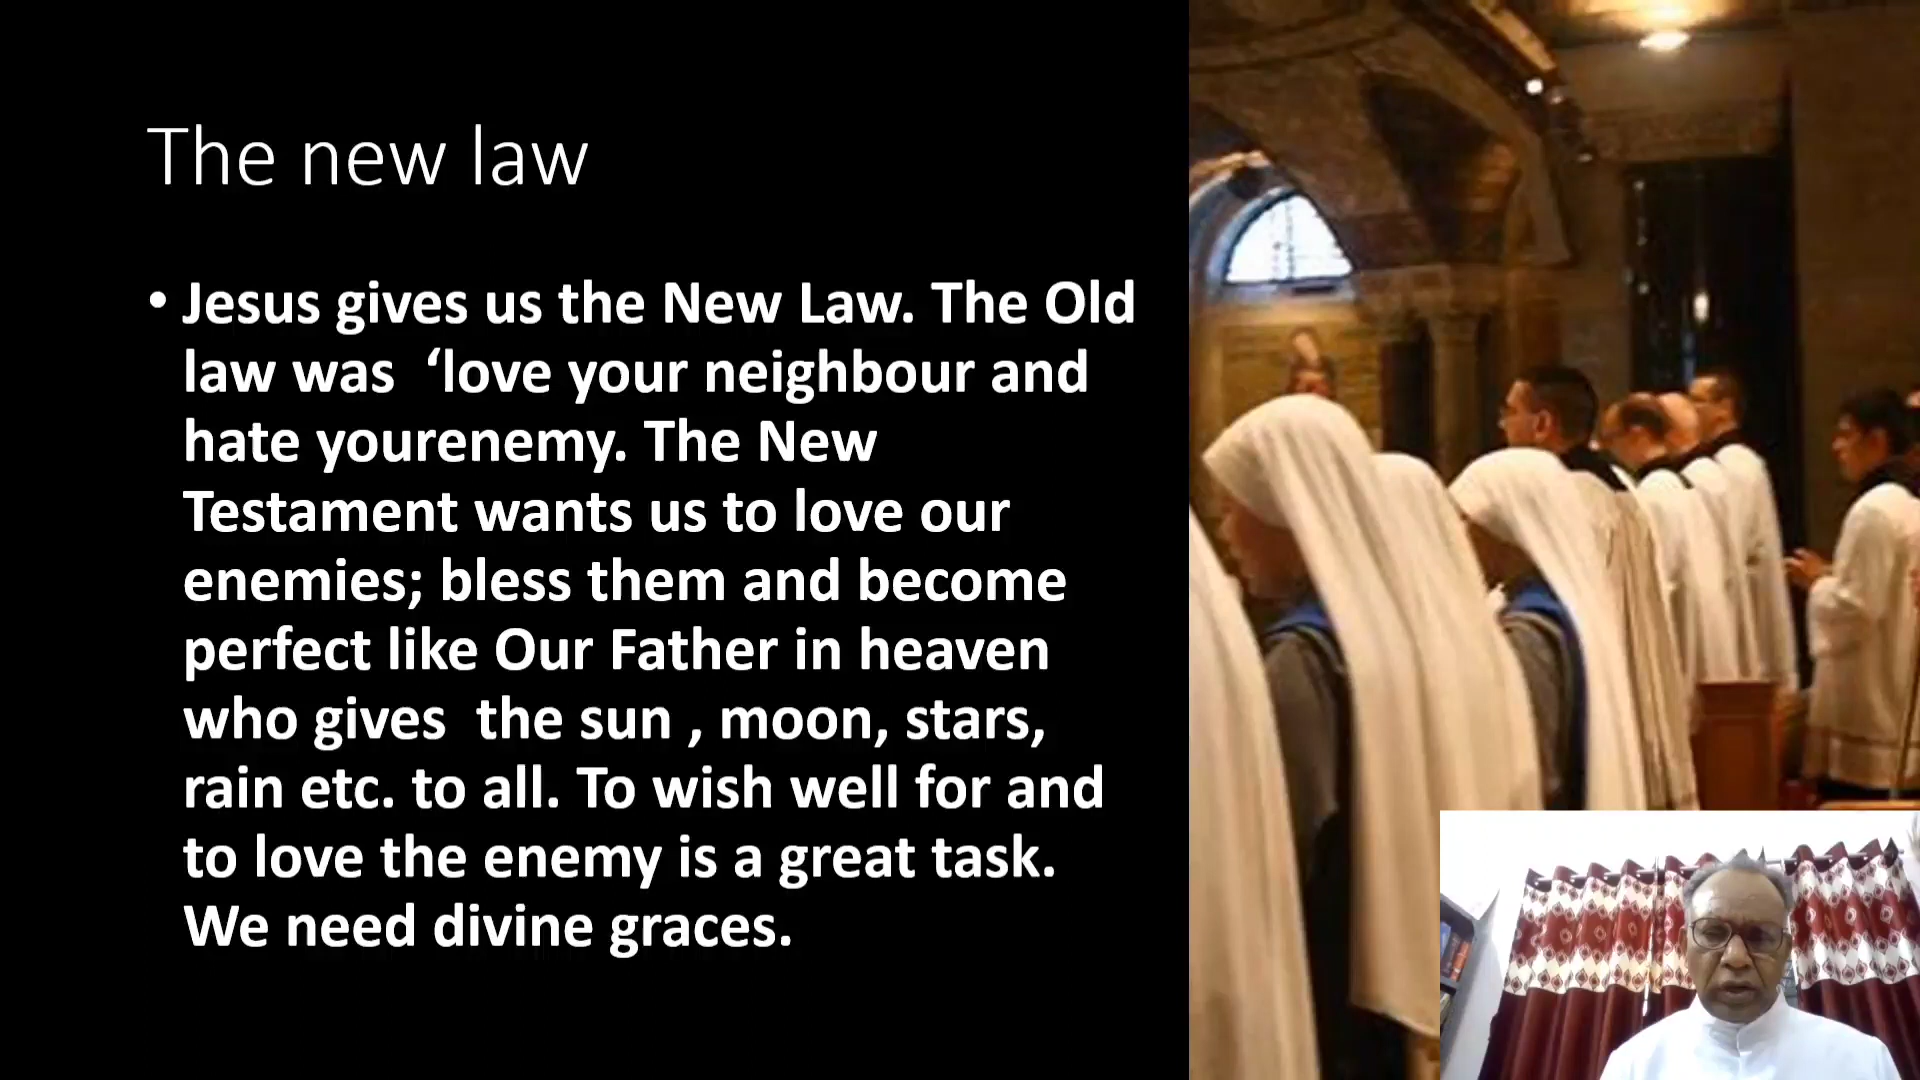 The new law
• Jesus gives us the New Law. The Old
law was  ‘love your neighbour and
hate yourenemy. The New
Testament wants us to love our
enemies; bless them and become
perfect like Our Father in heaven
who gives  the sun , moon, stars,
rain etc. to all. To wish well for and
to love the enemy is a great task.
We need divine graces.